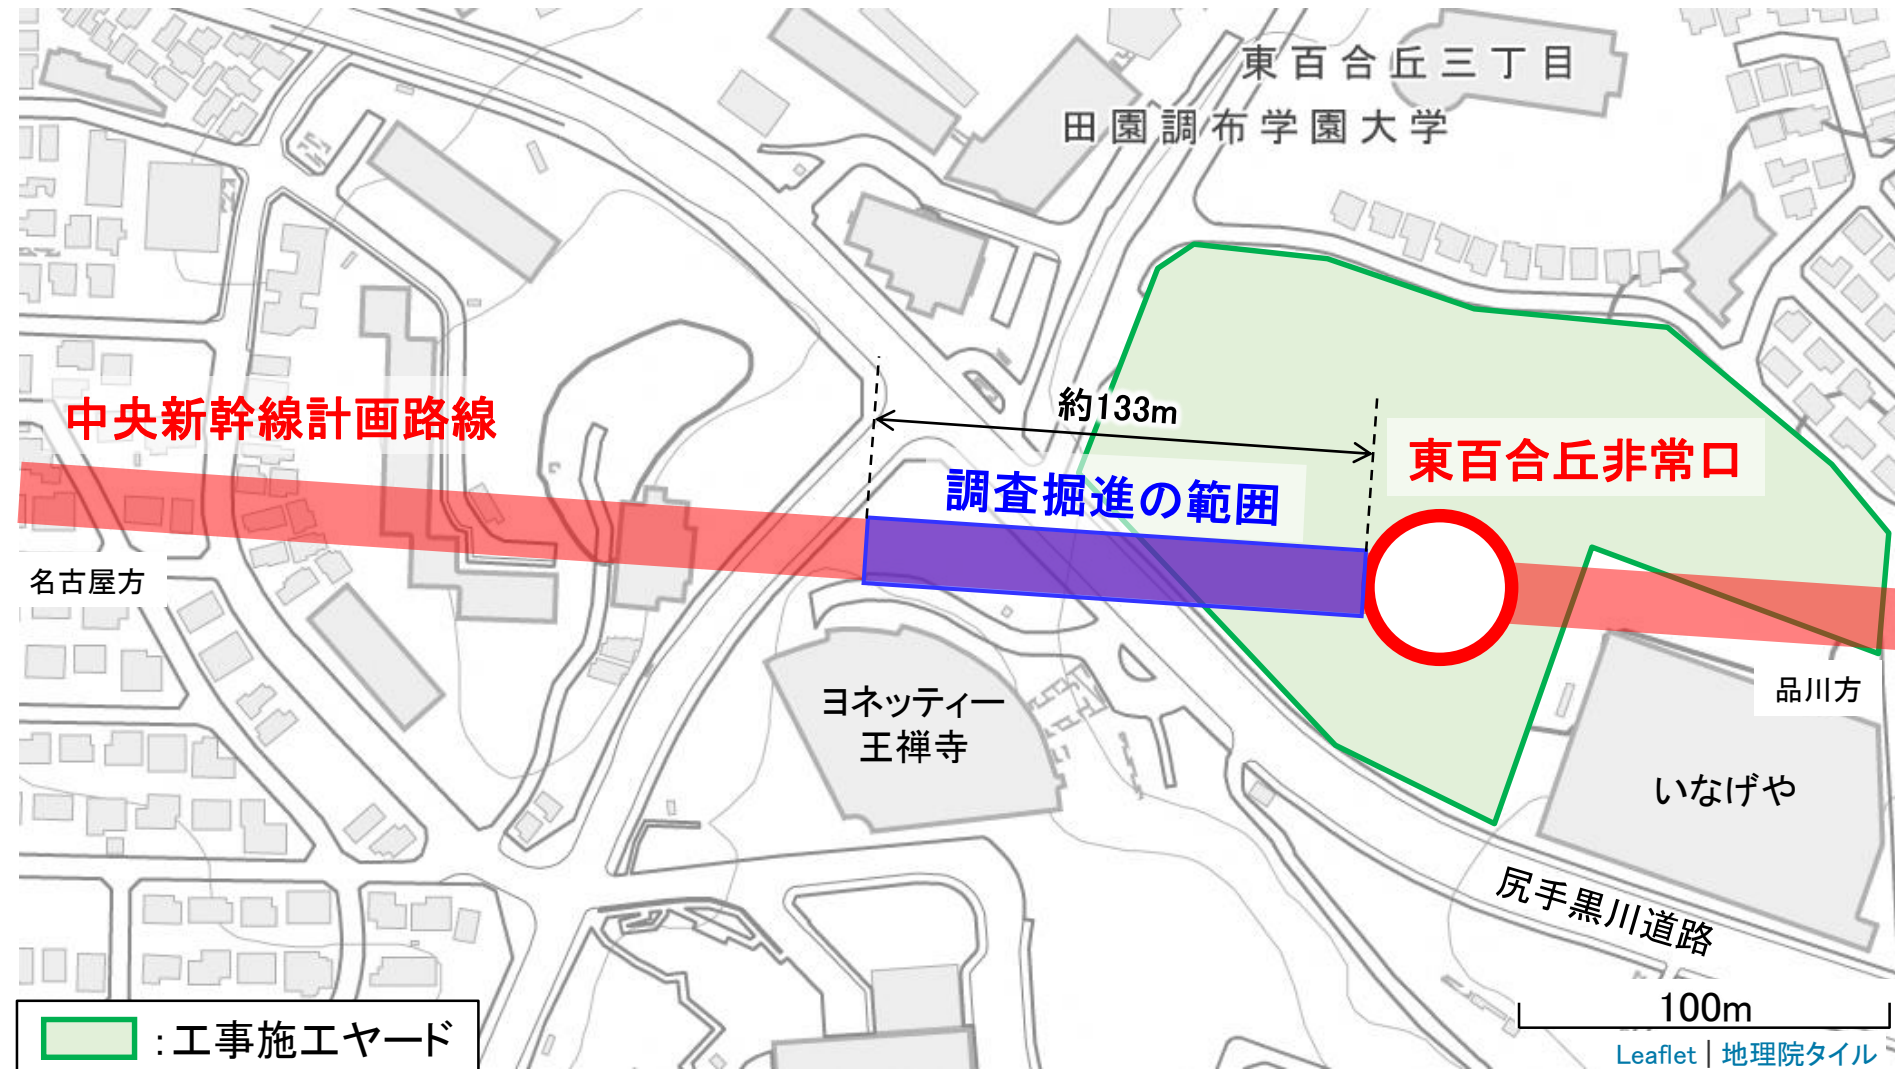 東百合丘三丁目
田園調布学園大学
約133m
中央新幹線計画路線
東百合丘非常口
調査掘進の範囲
名古屋方
品川方
ヨネッティー
王禅寺
いなげや
尻手黒川道路
100m
:工事施工ヤード
Leaflet | 地理院タイル